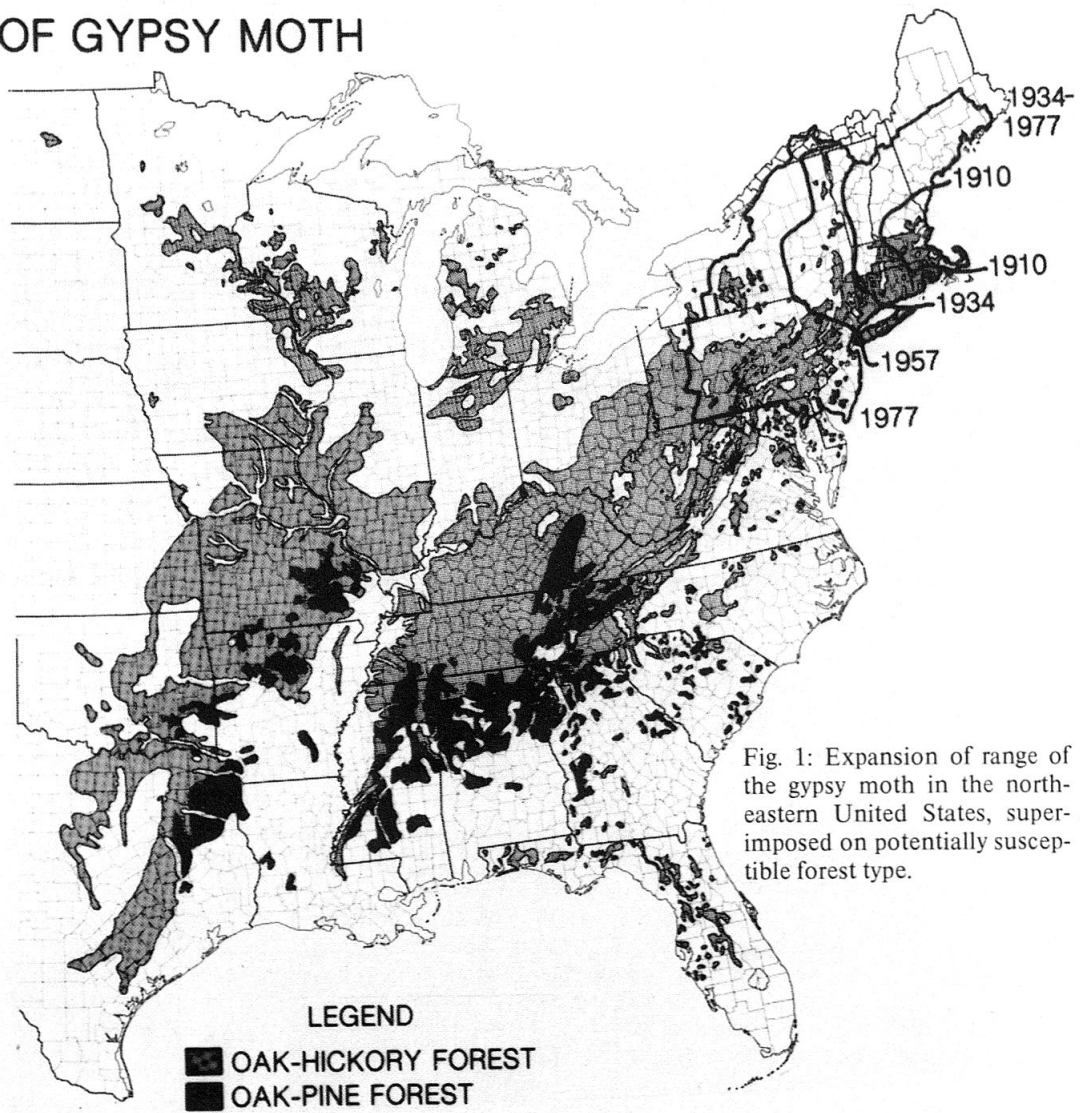 OF GYPSY MOTH
1934-
1977
1910
1910
1934
1957
1977
Fig. 1: Expansion of range of
the gypsy moth in the north-
eastern United States, super-
imposed on potentially suscep-
tible forest type.
LEGEND
OAK-HICKORY FOREST
OAK-PINE FOREST